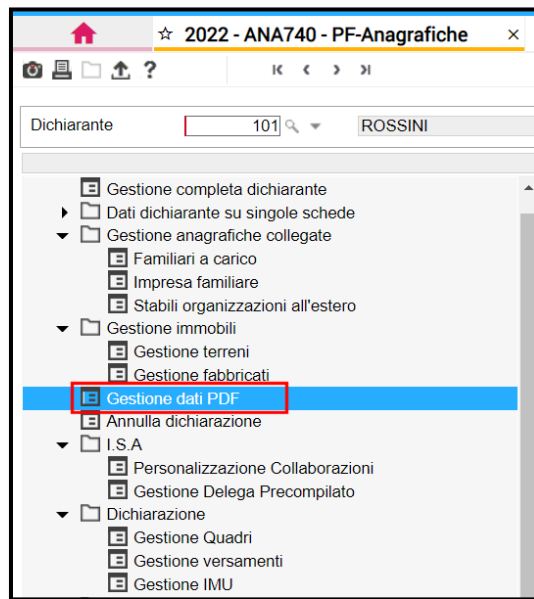 2022 - ANA740 - PF-Anagrafiche
Dichiarante 101 ROSSINI
Gestione completa dichiarante
Dati dichiarante su singole schede
Gestione anagrafiche collegate
Familiari a carico
Impresa familiare
Stabili organizzazioni all'estero
Gestione immobili
Gestione terreni
Gestione fabbricati
Gestione dati PDF
Annulla dichiarazione
I.S.A
Personalizzazione Collaborazioni
Gestione Delega Precompilato
Dichiarazione
Gestione Quadri
Gestione versamenti
Gestione IMU